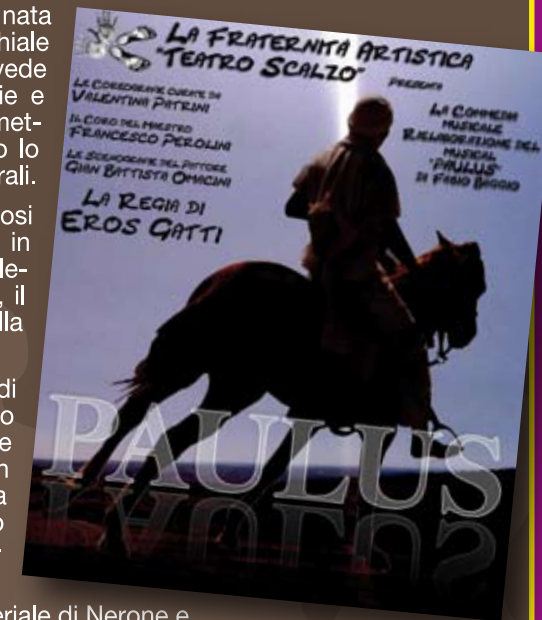 nata
hiale
vede
ie e
met-
o lo
rali.
osi
in
le-
, il
lla
di
o
e
n
a
o
.
eriale di Nerone e
La Fraternità Artistica
"Teatro Scalzo"
presenta
Le Coreografie curate da
Valentina Patrini
Il Coro del Maestro
Francesco Perolini
Le Scenografie del Pittore
Gian Battista Omacini
La Regia di
Eros Gatti
La Commedia
Musicale
Rielaborazione del
Musical
"Paulus"
di Fabio Baggio
PAULUS